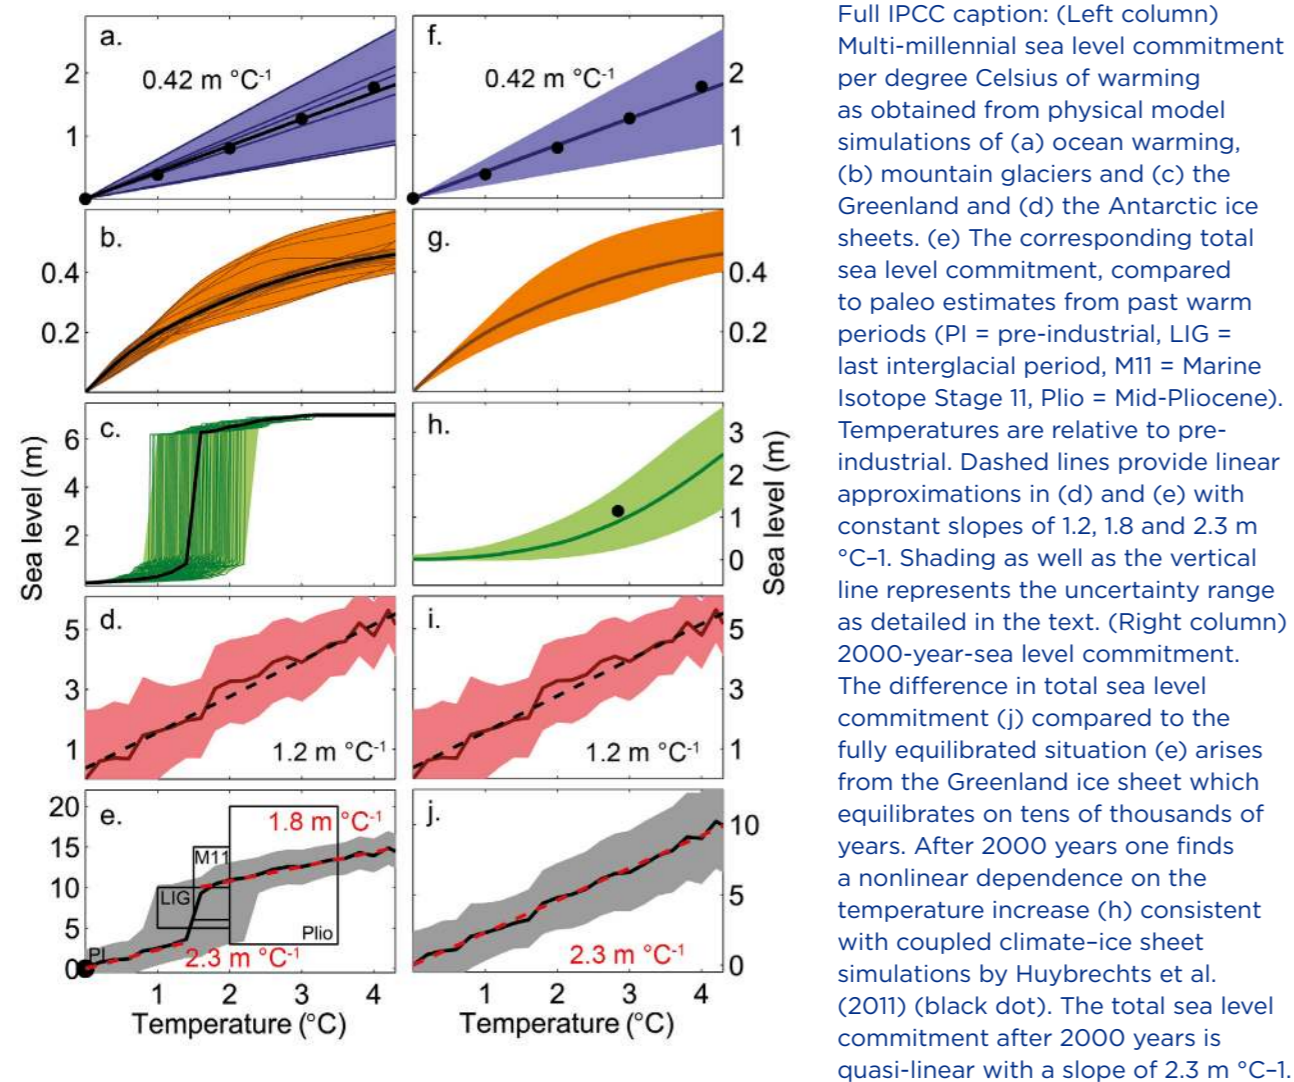 a.
0.42 m °C-1
2
1
f.
0.42 m °C-1
2
1
b.
0.4
0.2
g.
0.4
0.2
c.
6
4
2
Sea level (m)
h.
3
2
1
0
Sea level (m)
d.
5
3
1
1.2 m °C-1
i.
5
3
1
1.2 m °C-1
e.
20
15
10
5
0
1.8 m °C-1
M11
LIG
Plio
PI
2.3 m °C-1
1 2 3 4
Temperature (°C)
j.
10
5
0
2.3 m °C-1
1 2 3 4
Temperature (°C)
Full IPCC caption: (Left column)
Multi-millennial sea level commitment
per degree Celsius of warming
as obtained from physical model
simulations of (a) ocean warming,
(b) mountain glaciers and (c) the
Greenland and (d) the Antarctic ice
sheets. (e) The corresponding total
sea level commitment, compared
to paleo estimates from past warm
periods (PI = pre-industrial, LIG =
last interglacial period, M11 = Marine
Isotope Stage 11, Plio = Mid-Pliocene).
Temperatures are relative to pre-
industrial. Dashed lines provide linear
approximations in (d) and (e) with
constant slopes of 1.2, 1.8 and 2.3 m
°C–1. Shading as well as the vertical
line represents the uncertainty range
as detailed in the text. (Right column)
2000-year-sea level commitment.
The difference in total sea level
commitment (j) compared to the
fully equilibrated situation (e) arises
from the Greenland ice sheet which
equilibrates on tens of thousands of
years. After 2000 years one finds
a nonlinear dependence on the
temperature increase (h) consistent
with coupled climate–ice sheet
simulations by Huybrechts et al.
(2011) (black dot). The total sea level
commitment after 2000 years is
quasi-linear with a slope of 2.3 m °C–1.